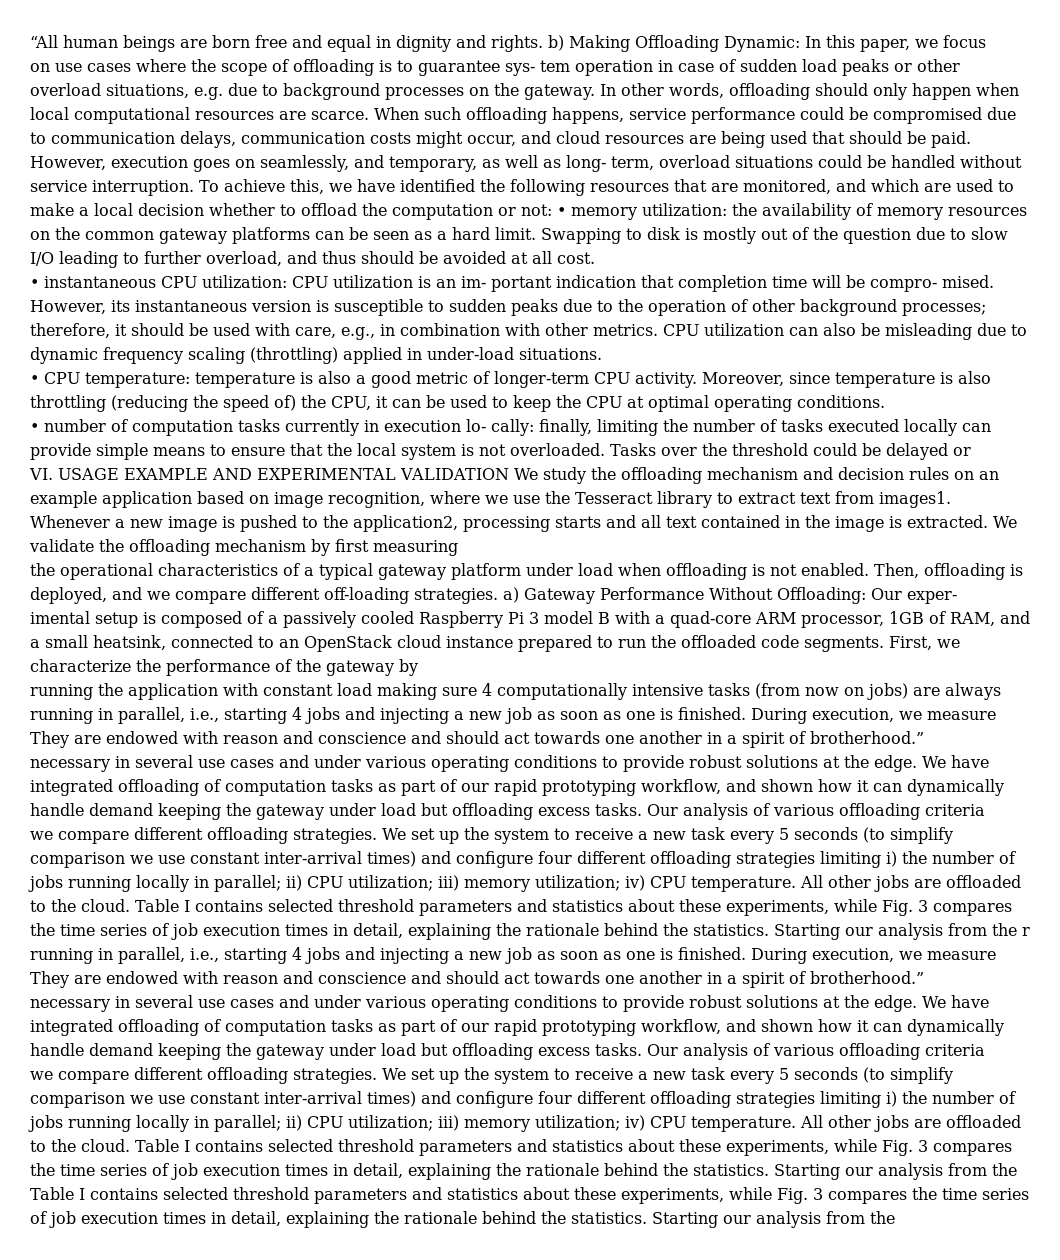 “All human beings are born free and equal in dignity and rights. b) Making Offloading Dynamic: In this paper, we focus
on use cases where the scope of offloading is to guarantee sys- tem operation in case of sudden load peaks or other
overload situations, e.g. due to background processes on the gateway. In other words, offloading should only happen when
local computational resources are scarce. When such offloading happens, service performance could be compromised due
to communication delays, communication costs might occur, and cloud resources are being used that should be paid.
However, execution goes on seamlessly, and temporary, as well as long- term, overload situations could be handled without
service interruption. To achieve this, we have identified the following resources that are monitored, and which are used to
make a local decision whether to offload the computation or not: • memory utilization: the availability of memory resources
on the common gateway platforms can be seen as a hard limit. Swapping to disk is mostly out of the question due to slow
I/O leading to further overload, and thus should be avoided at all cost.
• instantaneous CPU utilization: CPU utilization is an im- portant indication that completion time will be compro- mised.
However, its instantaneous version is susceptible to sudden peaks due to the operation of other background processes;
therefore, it should be used with care, e.g., in combination with other metrics. CPU utilization can also be misleading due to
dynamic frequency scaling (throttling) applied in under-load situations.
• CPU temperature: temperature is also a good metric of longer-term CPU activity. Moreover, since temperature is also
throttling (reducing the speed of) the CPU, it can be used to keep the CPU at optimal operating conditions.
• number of computation tasks currently in execution lo- cally: finally, limiting the number of tasks executed locally can
provide simple means to ensure that the local system is not overloaded. Tasks over the threshold could be delayed or
VI. USAGE EXAMPLE AND EXPERIMENTAL VALIDATION We study the offloading mechanism and decision rules on an
example application based on image recognition, where we use the Tesseract library to extract text from images1.
Whenever a new image is pushed to the application2, processing starts and all text contained in the image is extracted. We
validate the offloading mechanism by first measuring
the operational characteristics of a typical gateway platform under load when offloading is not enabled. Then, offloading is
deployed, and we compare different off-loading strategies. a) Gateway Performance Without Offloading: Our exper-
imental setup is composed of a passively cooled Raspberry Pi 3 model B with a quad-core ARM processor, 1GB of RAM, and
a small heatsink, connected to an OpenStack cloud instance prepared to run the offloaded code segments. First, we
characterize the performance of the gateway by
running the application with constant load making sure 4 computationally intensive tasks (from now on jobs) are always
running in parallel, i.e., starting 4 jobs and injecting a new job as soon as one is finished. During execution, we measure
They are endowed with reason and conscience and should act towards one another in a spirit of brotherhood.”
necessary in several use cases and under various operating conditions to provide robust solutions at the edge. We have
integrated offloading of computation tasks as part of our rapid prototyping workflow, and shown how it can dynamically
handle demand keeping the gateway under load but offloading excess tasks. Our analysis of various offloading criteria
we compare different offloading strategies. We set up the system to receive a new task every 5 seconds (to simplify
comparison we use constant inter-arrival times) and configure four different offloading strategies limiting i) the number of
jobs running locally in parallel; ii) CPU utilization; iii) memory utilization; iv) CPU temperature. All other jobs are offloaded
to the cloud. Table I contains selected threshold parameters and statistics about these experiments, while Fig. 3 compares
the time series of job execution times in detail, explaining the rationale behind the statistics. Starting our analysis from the r
running in parallel, i.e., starting 4 jobs and injecting a new job as soon as one is finished. During execution, we measure
They are endowed with reason and conscience and should act towards one another in a spirit of brotherhood.”
necessary in several use cases and under various operating conditions to provide robust solutions at the edge. We have
integrated offloading of computation tasks as part of our rapid prototyping workflow, and shown how it can dynamically
handle demand keeping the gateway under load but offloading excess tasks. Our analysis of various offloading criteria
we compare different offloading strategies. We set up the system to receive a new task every 5 seconds (to simplify
comparison we use constant inter-arrival times) and configure four different offloading strategies limiting i) the number of
jobs running locally in parallel; ii) CPU utilization; iii) memory utilization; iv) CPU temperature. All other jobs are offloaded
to the cloud. Table I contains selected threshold parameters and statistics about these experiments, while Fig. 3 compares
the time series of job execution times in detail, explaining the rationale behind the statistics. Starting our analysis from the
Table I contains selected threshold parameters and statistics about these experiments, while Fig. 3 compares the time series
of job execution times in detail, explaining the rationale behind the statistics. Starting our analysis from the